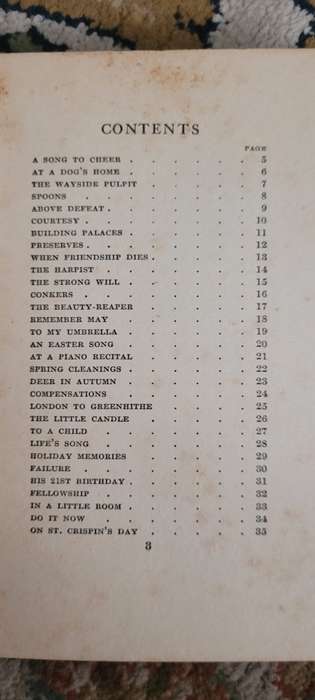 CONTENTS
PAGE
A SONG TO CHEER . . . . . . 5
AT A DOG'S HOME . . . . . . 6
THE WAYSIDE PULPIT . . . . . 7
SPOONS . . . . . . . 8
ABOVE DEFEAT . . . . . . . 9
COURTESY . . . . . . . 10
BUILDING PALACES . . . . . . 11
PRESERVES . . . . . . . 12
WHEN FRIENDSHIP DIES . . . . . 13
THE HARPIST . . . . . . 14
THE STRONG WILL . . . . . . 15
CONKERS . . . . . . . 16
THE BEAUTY-REAPER . . . . . 17
REMEMBER MAY . . . . . . 18
TO MY UMBRELLA . . . . . . 19
AN EASTER SONG . . . . . . 20
AT A PIANO RECITAL . . . . . 21
SPRING CLEANINGS . . . . . . 22
DEER IN AUTUMN . . . . . . 23
COMPENSATIONS . . . . . . 24
LONDON TO GREENHITHE . . . . 25
THE LITTLE CANDLE . . . . . 26
TO A CHILD . . . . . . 27
LIFE'S SONG . . . . . . 28
HOLIDAY MEMORIES . . . . . 29
FAILURE . . . . . . . 30
HIS 21ST BIRTHDAY . . . . . . 31
FELLOWSHIP . . . . . . 32
IN A LITTLE ROOM . . . . . . 33
DO IT NOW . . . . . . 34
ON ST. CRISPIN'S DAY . . . . . 35
3